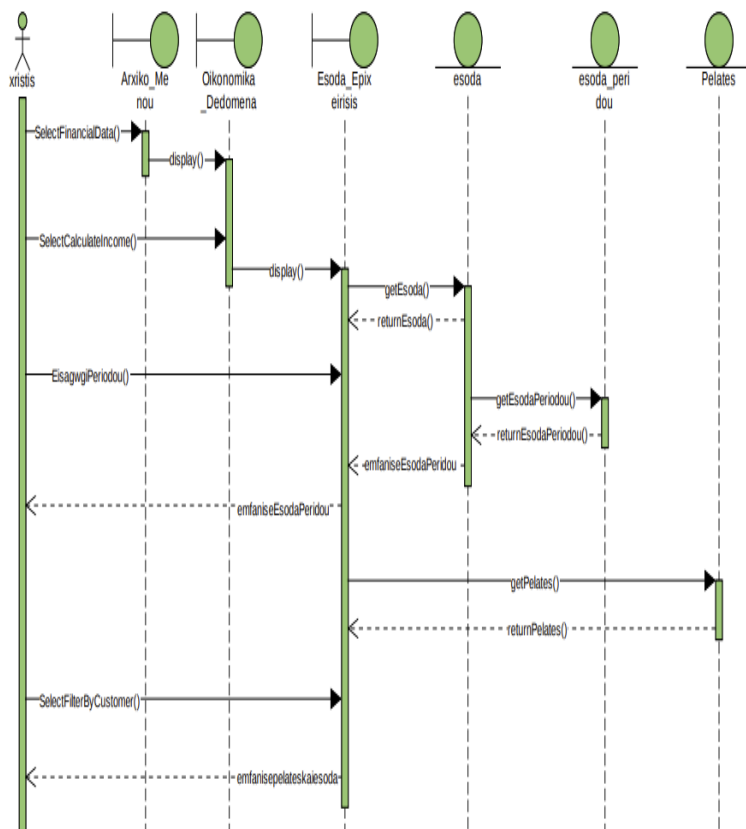 xristis
Arxiko_Me
nou
Oikonomika
_Dedomena
Esoda_Epix
eirisis
esoda
esoda_peri
dou
Pelates
SelectFinancialData()
display()
SelectCalculateIncome()
display()
getEsoda()
returnEsoda()
EisagwgiPeriodou()
getEsodaPeriodou()
returnEsodaPeriodou()
emfaniseEsodaPeridou
emfaniseEsodaPeridou
getPelates()
returnPelates()
SelectFilterByCustomer()
emfanisepelateskaiesoda